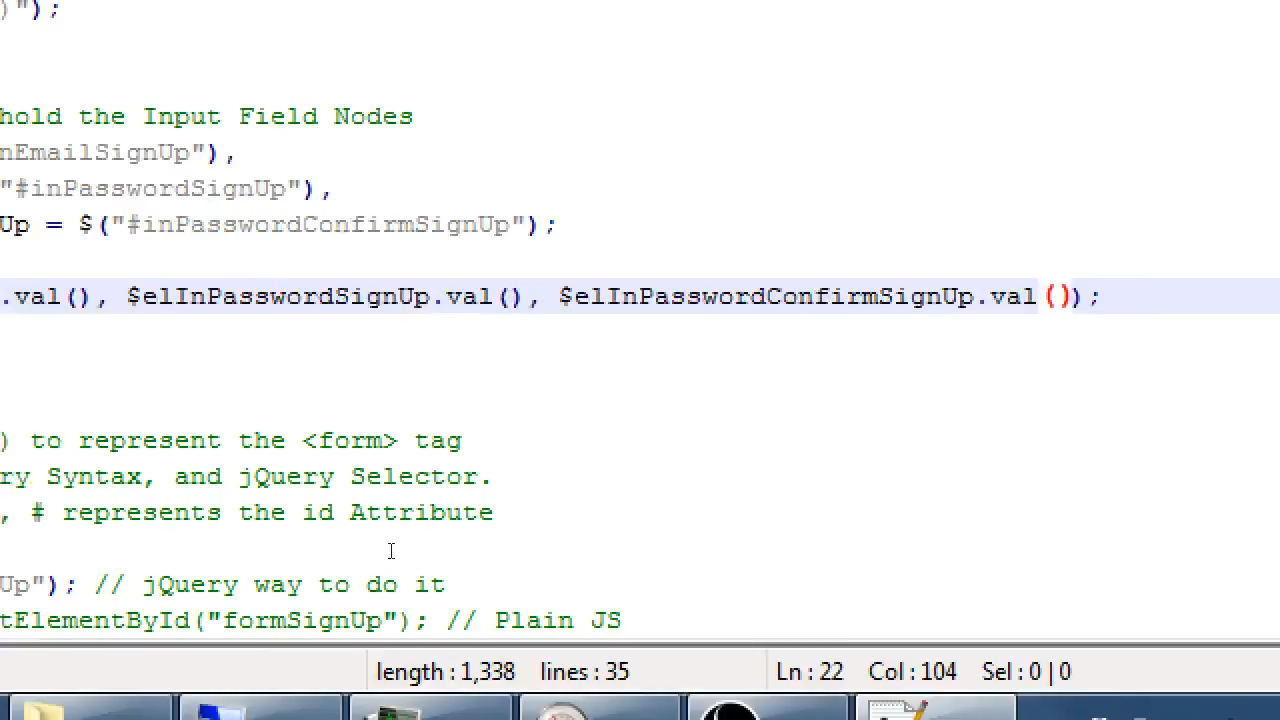 )");
hold the Input Field Nodes
nEmailSignUp"),
"#inPasswordSignUp"),
Up = $("#inPasswordConfirmSignUp");
.val(), $elInPasswordSignUp.val(), $elInPasswordConfirmSignUp.val());
) to represent the <form> tag
ry Syntax, and jQuery Selector.
, # represents the id Attribute
Up"); // jQuery way to do it
tElementById("formSignUp"); // Plain JS
length : 1,338 lines : 35 Ln : 22 Col : 104 Sel : 0 | 0